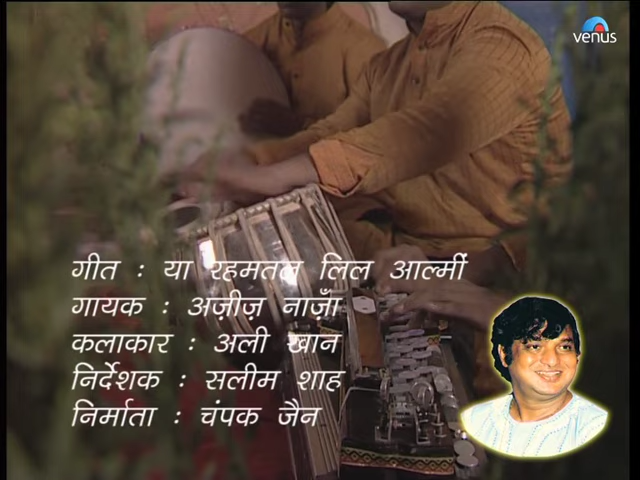 venus
गीत : या रहमतल लिल आल्मीं
गायक : अज़ीज़ नाज़ाँ
कलाकार : अली खान
निर्देशक : सलीम शाह
निर्माता : चंपक जैन